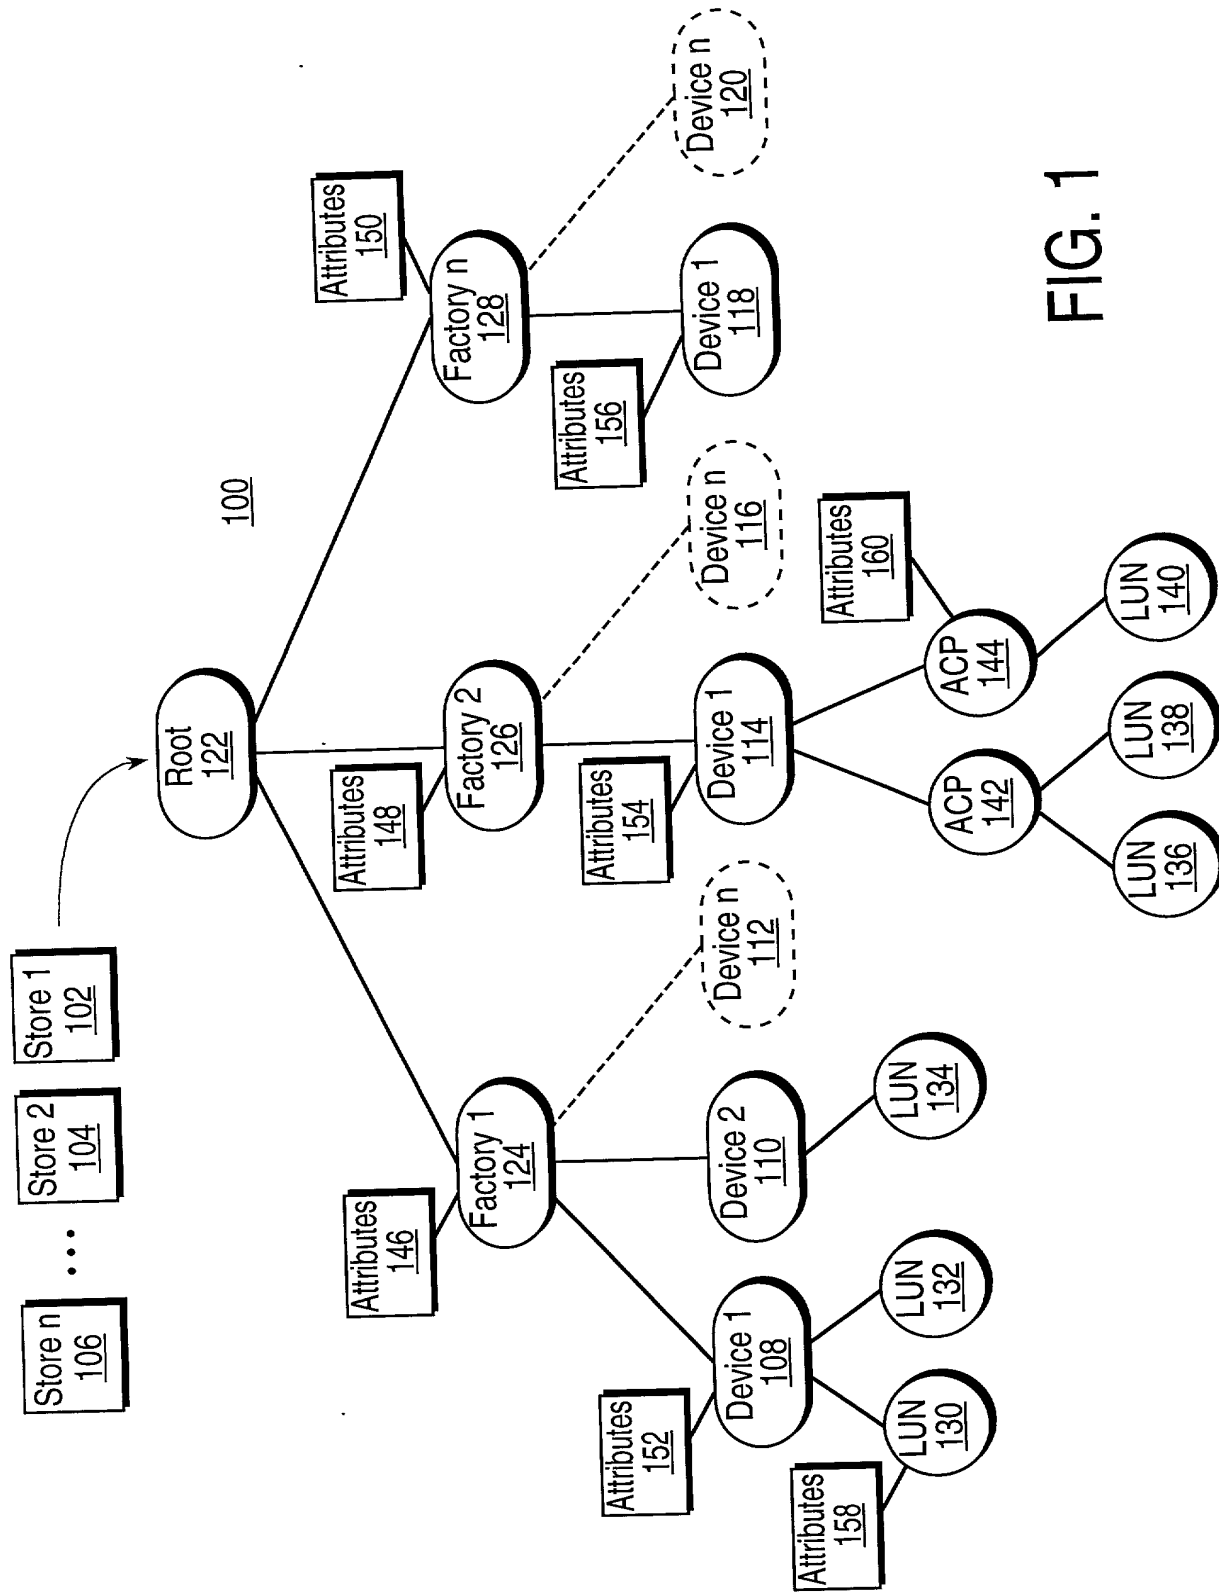 Store n
106
Store 2
104
Store 1
102
Root
122
100
Attributes
146
Factory 1
124
Attributes
148
Factory 2
126
Attributes
150
Factory n
128
Attributes
152
Device 1
108
Device 2
110
Device n
112
Attributes
154
Device 1
114
Device n
116
Attributes
156
Device 1
118
Device n
120
Attributes
158
LUN
130
LUN
132
LUN
134
ACP
142
ACP
144
Attributes
160
LUN
136
LUN
138
LUN
140
FIG. 1